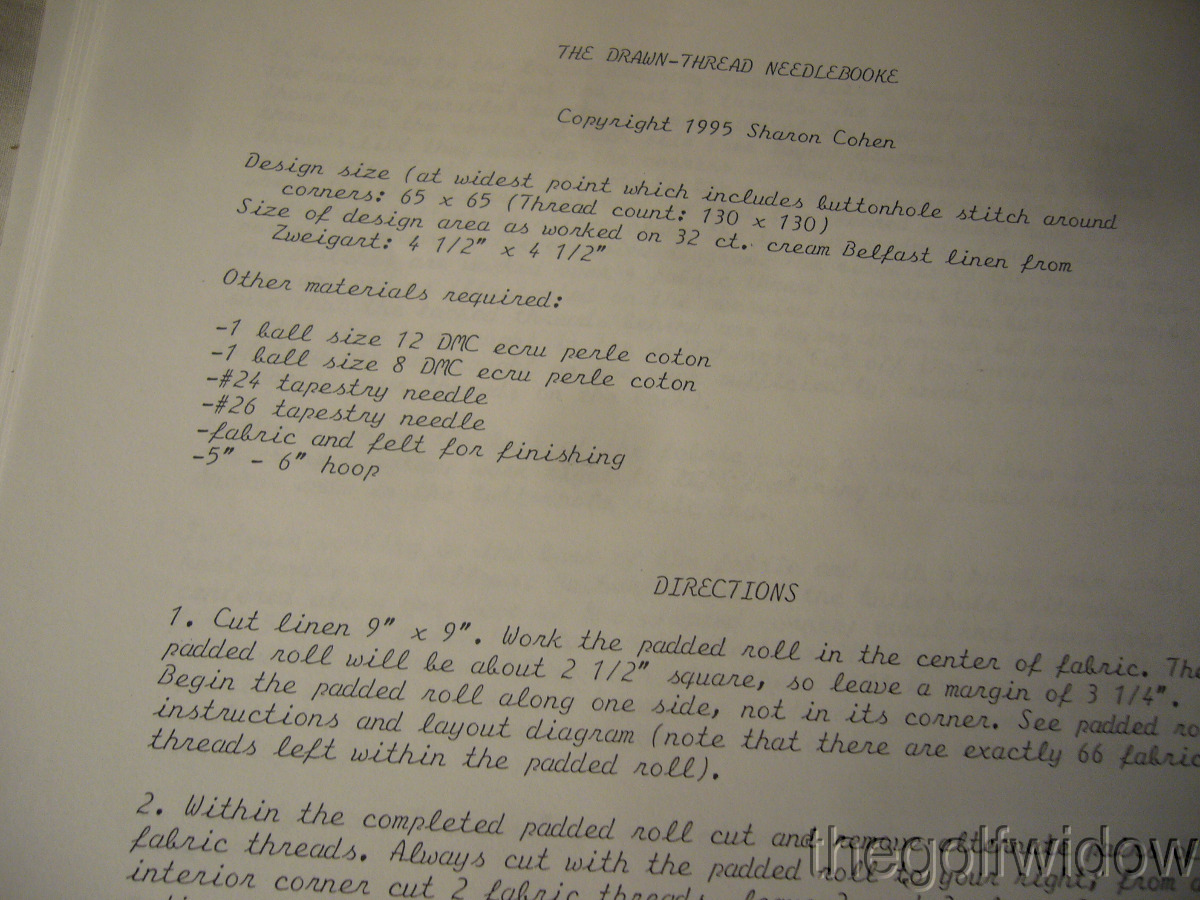 THE DRAWN-THREAD NEEDLEBOOKE
Copyright 1995 Sharon Cohen
Design size (at widest point which includes buttonhole stitch around
corners: 65 x 65 (Thread count: 130 x 130)
Size of design area as worked on 32 ct. cream Belfast linen from
Zweigart: 4 1/2" x 4 1/2"
Other materials required:
-1 ball size 12 DMC ecru perle coton
-1 ball size 8 DMC ecru perle coton
-#24 tapestry needle
-#26 tapestry needle
-fabric and felt for finishing
-5" - 6" hoop
DIRECTIONS
1. Cut linen 9" x 9". Work the padded roll in the center of fabric. The
padded roll will be about 2 1/2" square, so leave a margin of 3 1/4".
Begin the padded roll along one side, not in its corner. See padded ro
instructions and layout diagram (note that there are exactly 66 fabric
threads left within the padded roll).
2. Within the completed padded roll cut and remove alternate
fabric threads. Always cut with the padded roll to your right; from
interior corner cut 2 fabric threads,
thegolfwidow